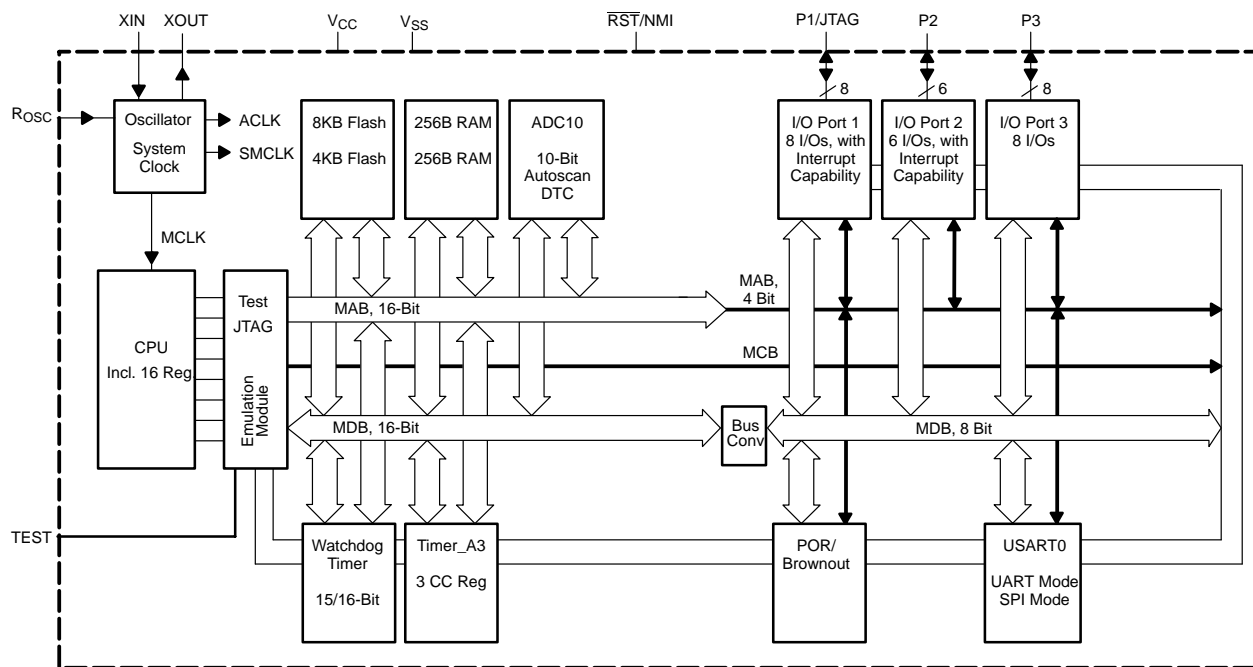 XIN
XOUT
VCC
VSS
RST/NMI
P1/JTAG
P2
P3
8
6
8
ROSC
Oscillator
System
Clock
ACLK
SMCLK
8KB Flash
4KB Flash
256B RAM
256B RAM
ADC10
10-Bit
Autoscan
DTC
I/O Port 1
8 I/Os, with
Interrupt
Capability
I/O Port 2
6 I/Os, with
Interrupt
Capability
I/O Port 3
8 I/Os
MCLK
Test
JTAG
Emulation
Module
MAB, 16-Bit
MAB,
4 Bit
CPU
Incl. 16 Reg.
MCB
MDB, 16-Bit
Bus
Conv
MDB, 8 Bit
TEST
Watchdog
Timer
15/16-Bit
Timer_A3
3 CC Reg
POR/
Brownout
USART0
UART Mode
SPI Mode